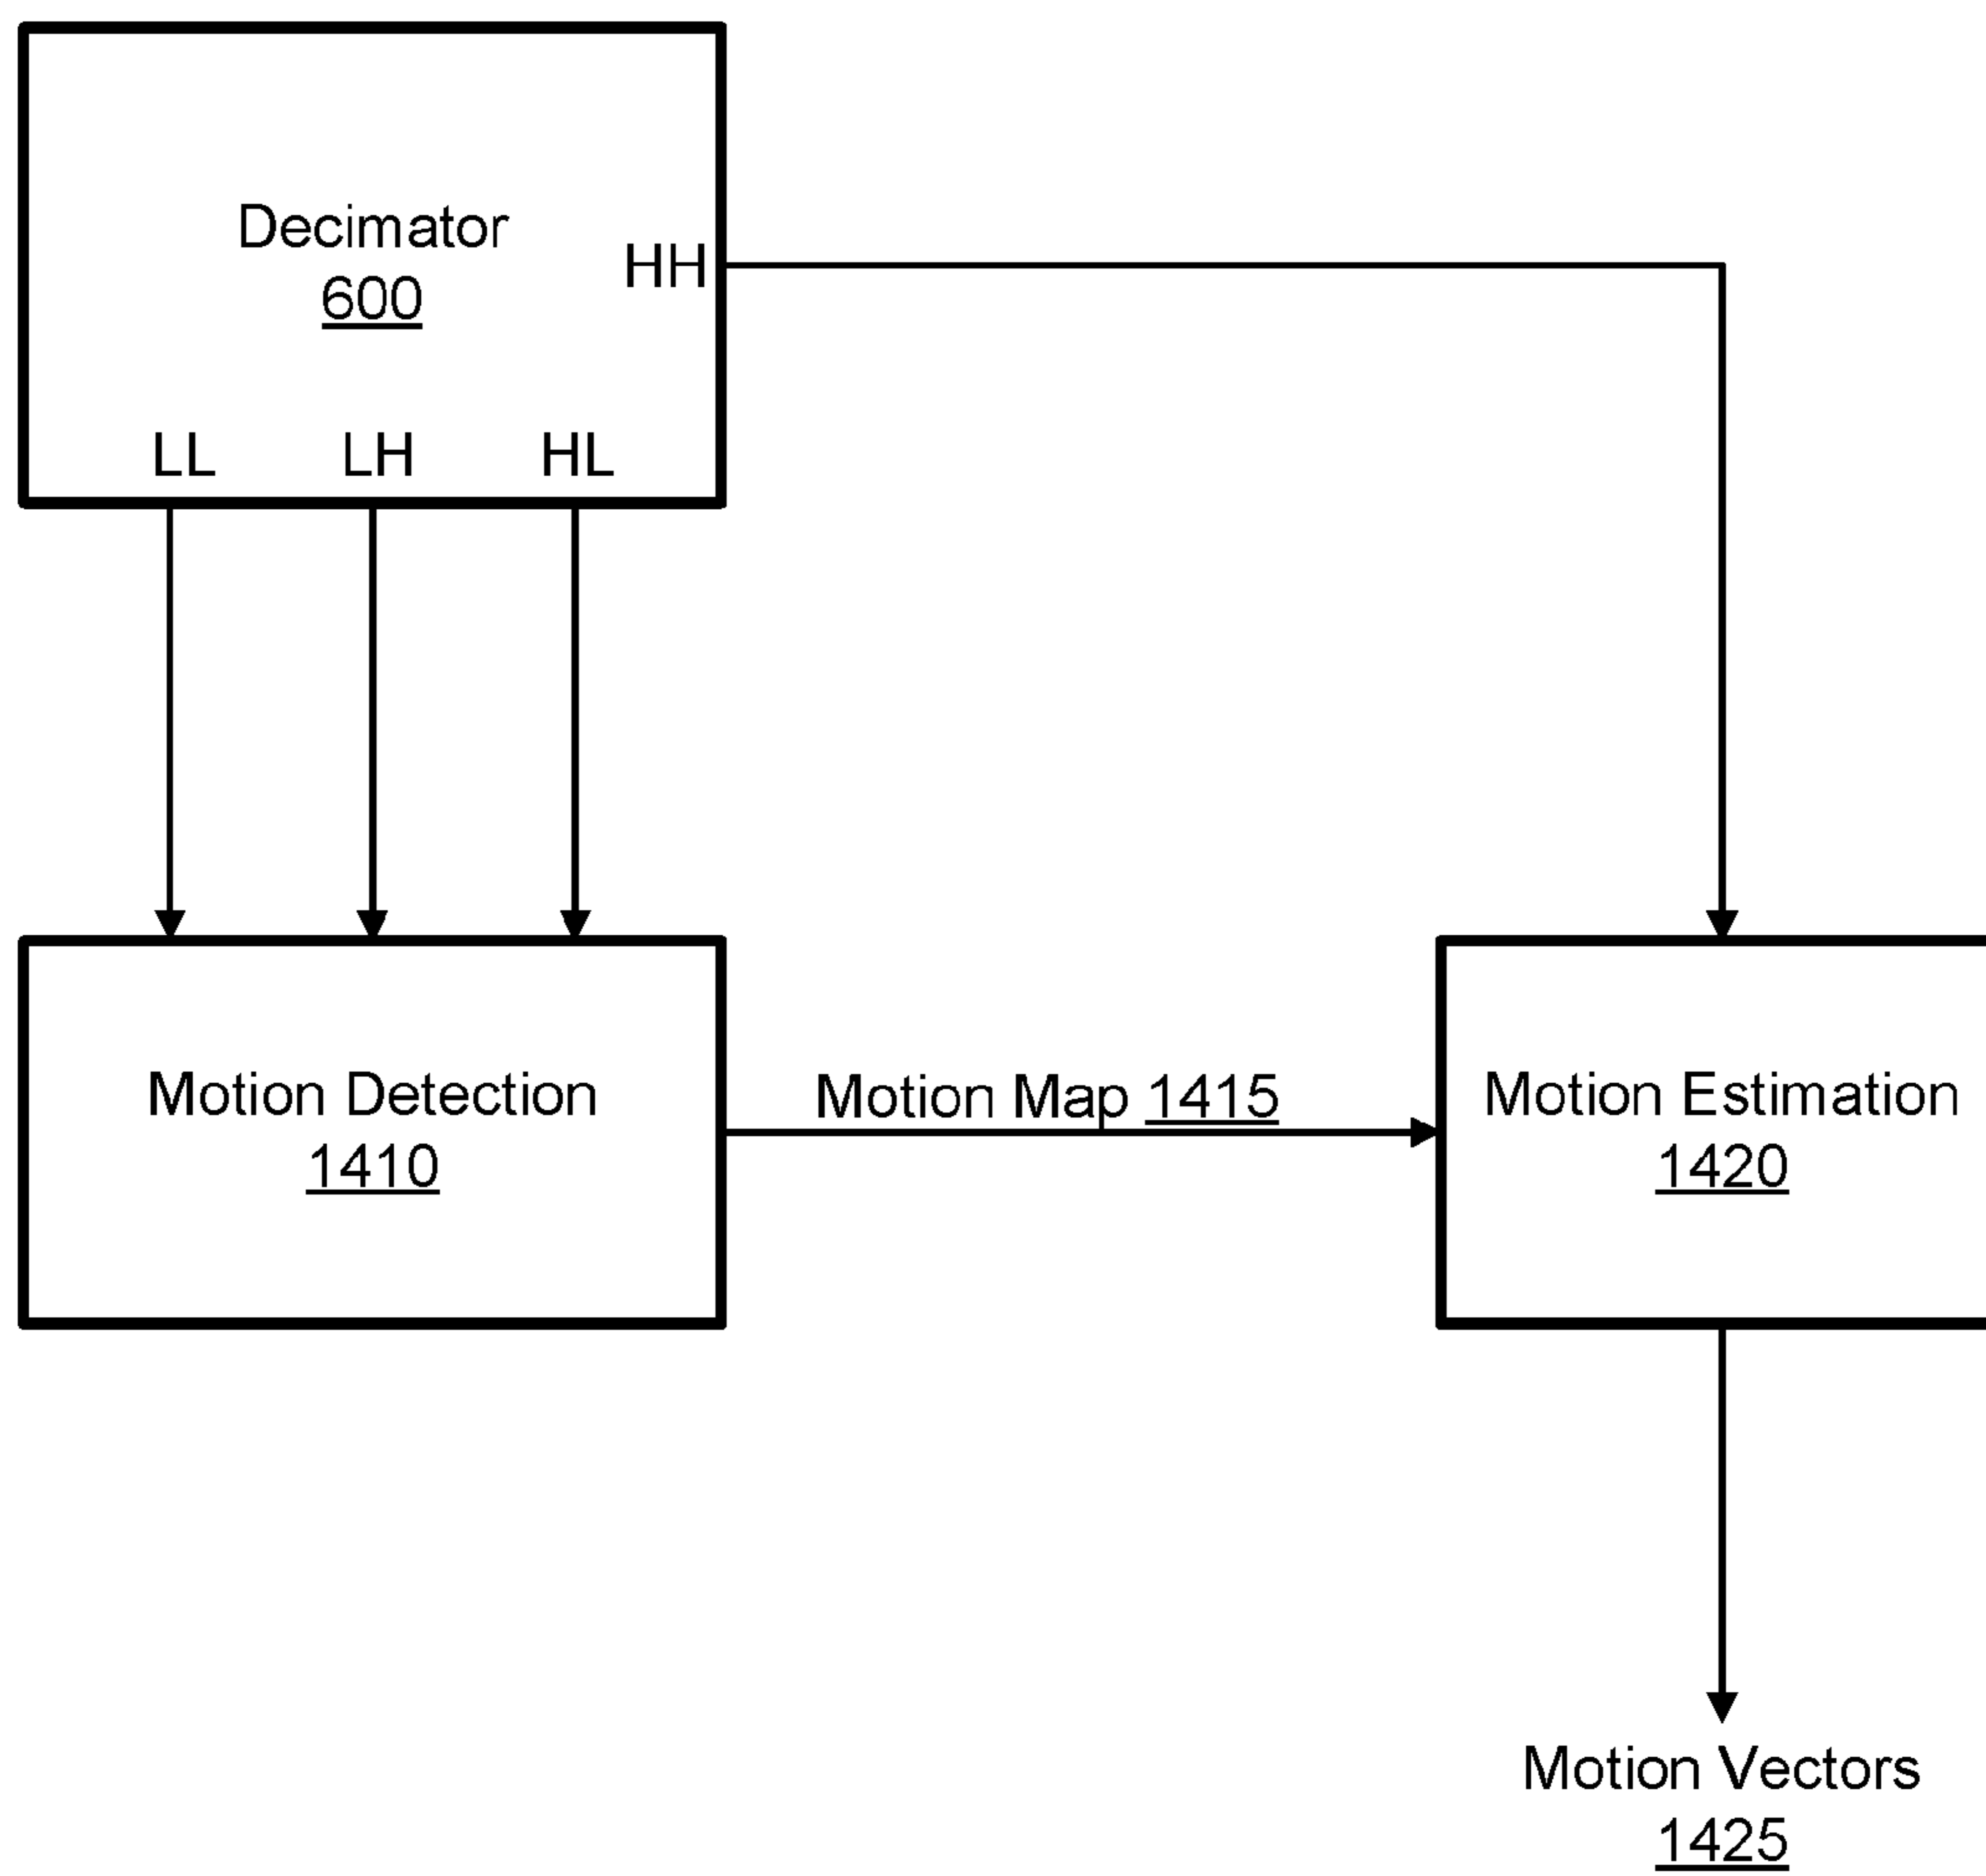 Decimator
600
HH
LL LH HL
Motion Detection
1410
Motion Map 1415
Motion Estimation
1420
Motion Vectors
1425